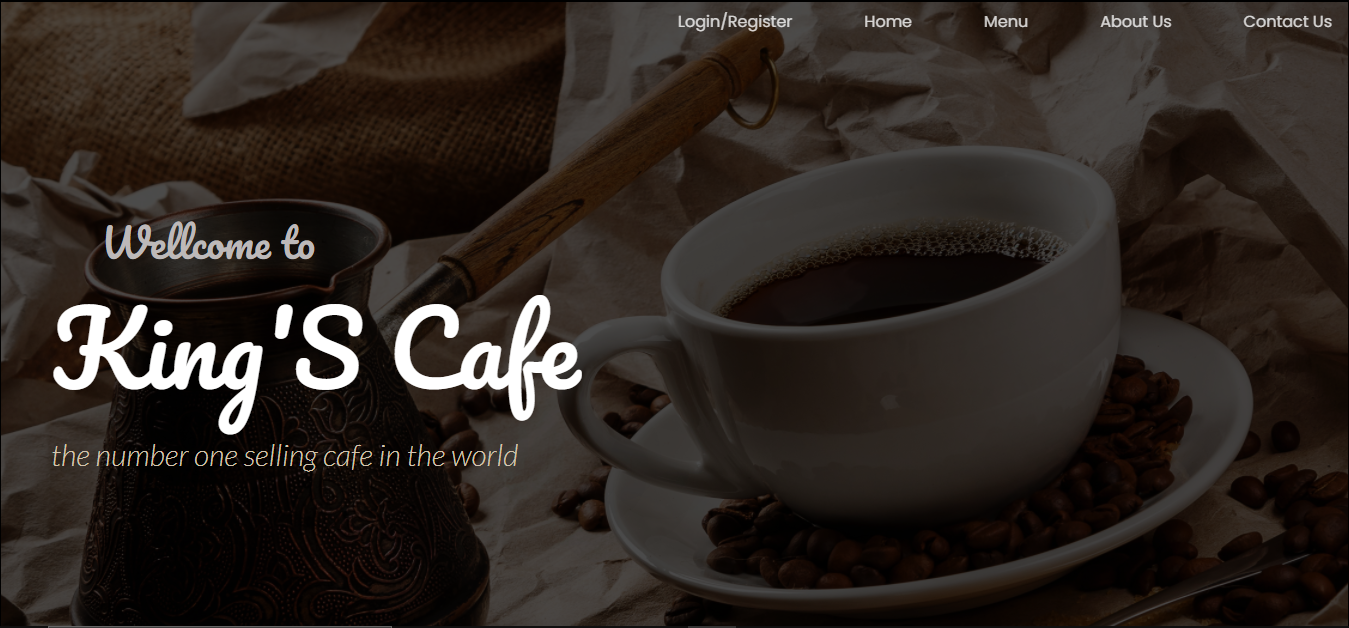 Login/Register Home Menu About Us Contact Us
Wellcome to
King'S Cafe
the number one selling cafe in the world